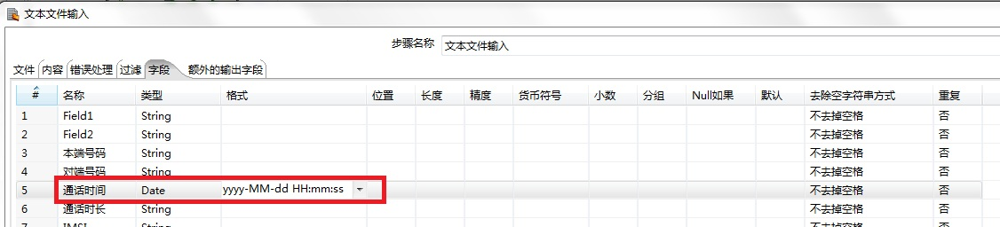 文本文件输入
步骤名称 文本文件输入
文件 内容 错误处理 过滤 字段 额外的输出字段
# 名称 类型 格式 位置 长度 精度 货币符号 小数 分组 Null如果 默认 去除空字符串方式 重复
1 Field1 String 不去掉空格 否
2 Field2 String 不去掉空格 否
3 本端号码 String 不去掉空格 否
4 对端号码 String 不去掉空格 否
5 通话时间 Date yyyy-MM-dd HH:mm:ss 不去掉空格 否
6 通话时长 String 不去掉空格 否
7 IMSI String 不去掉空格 否